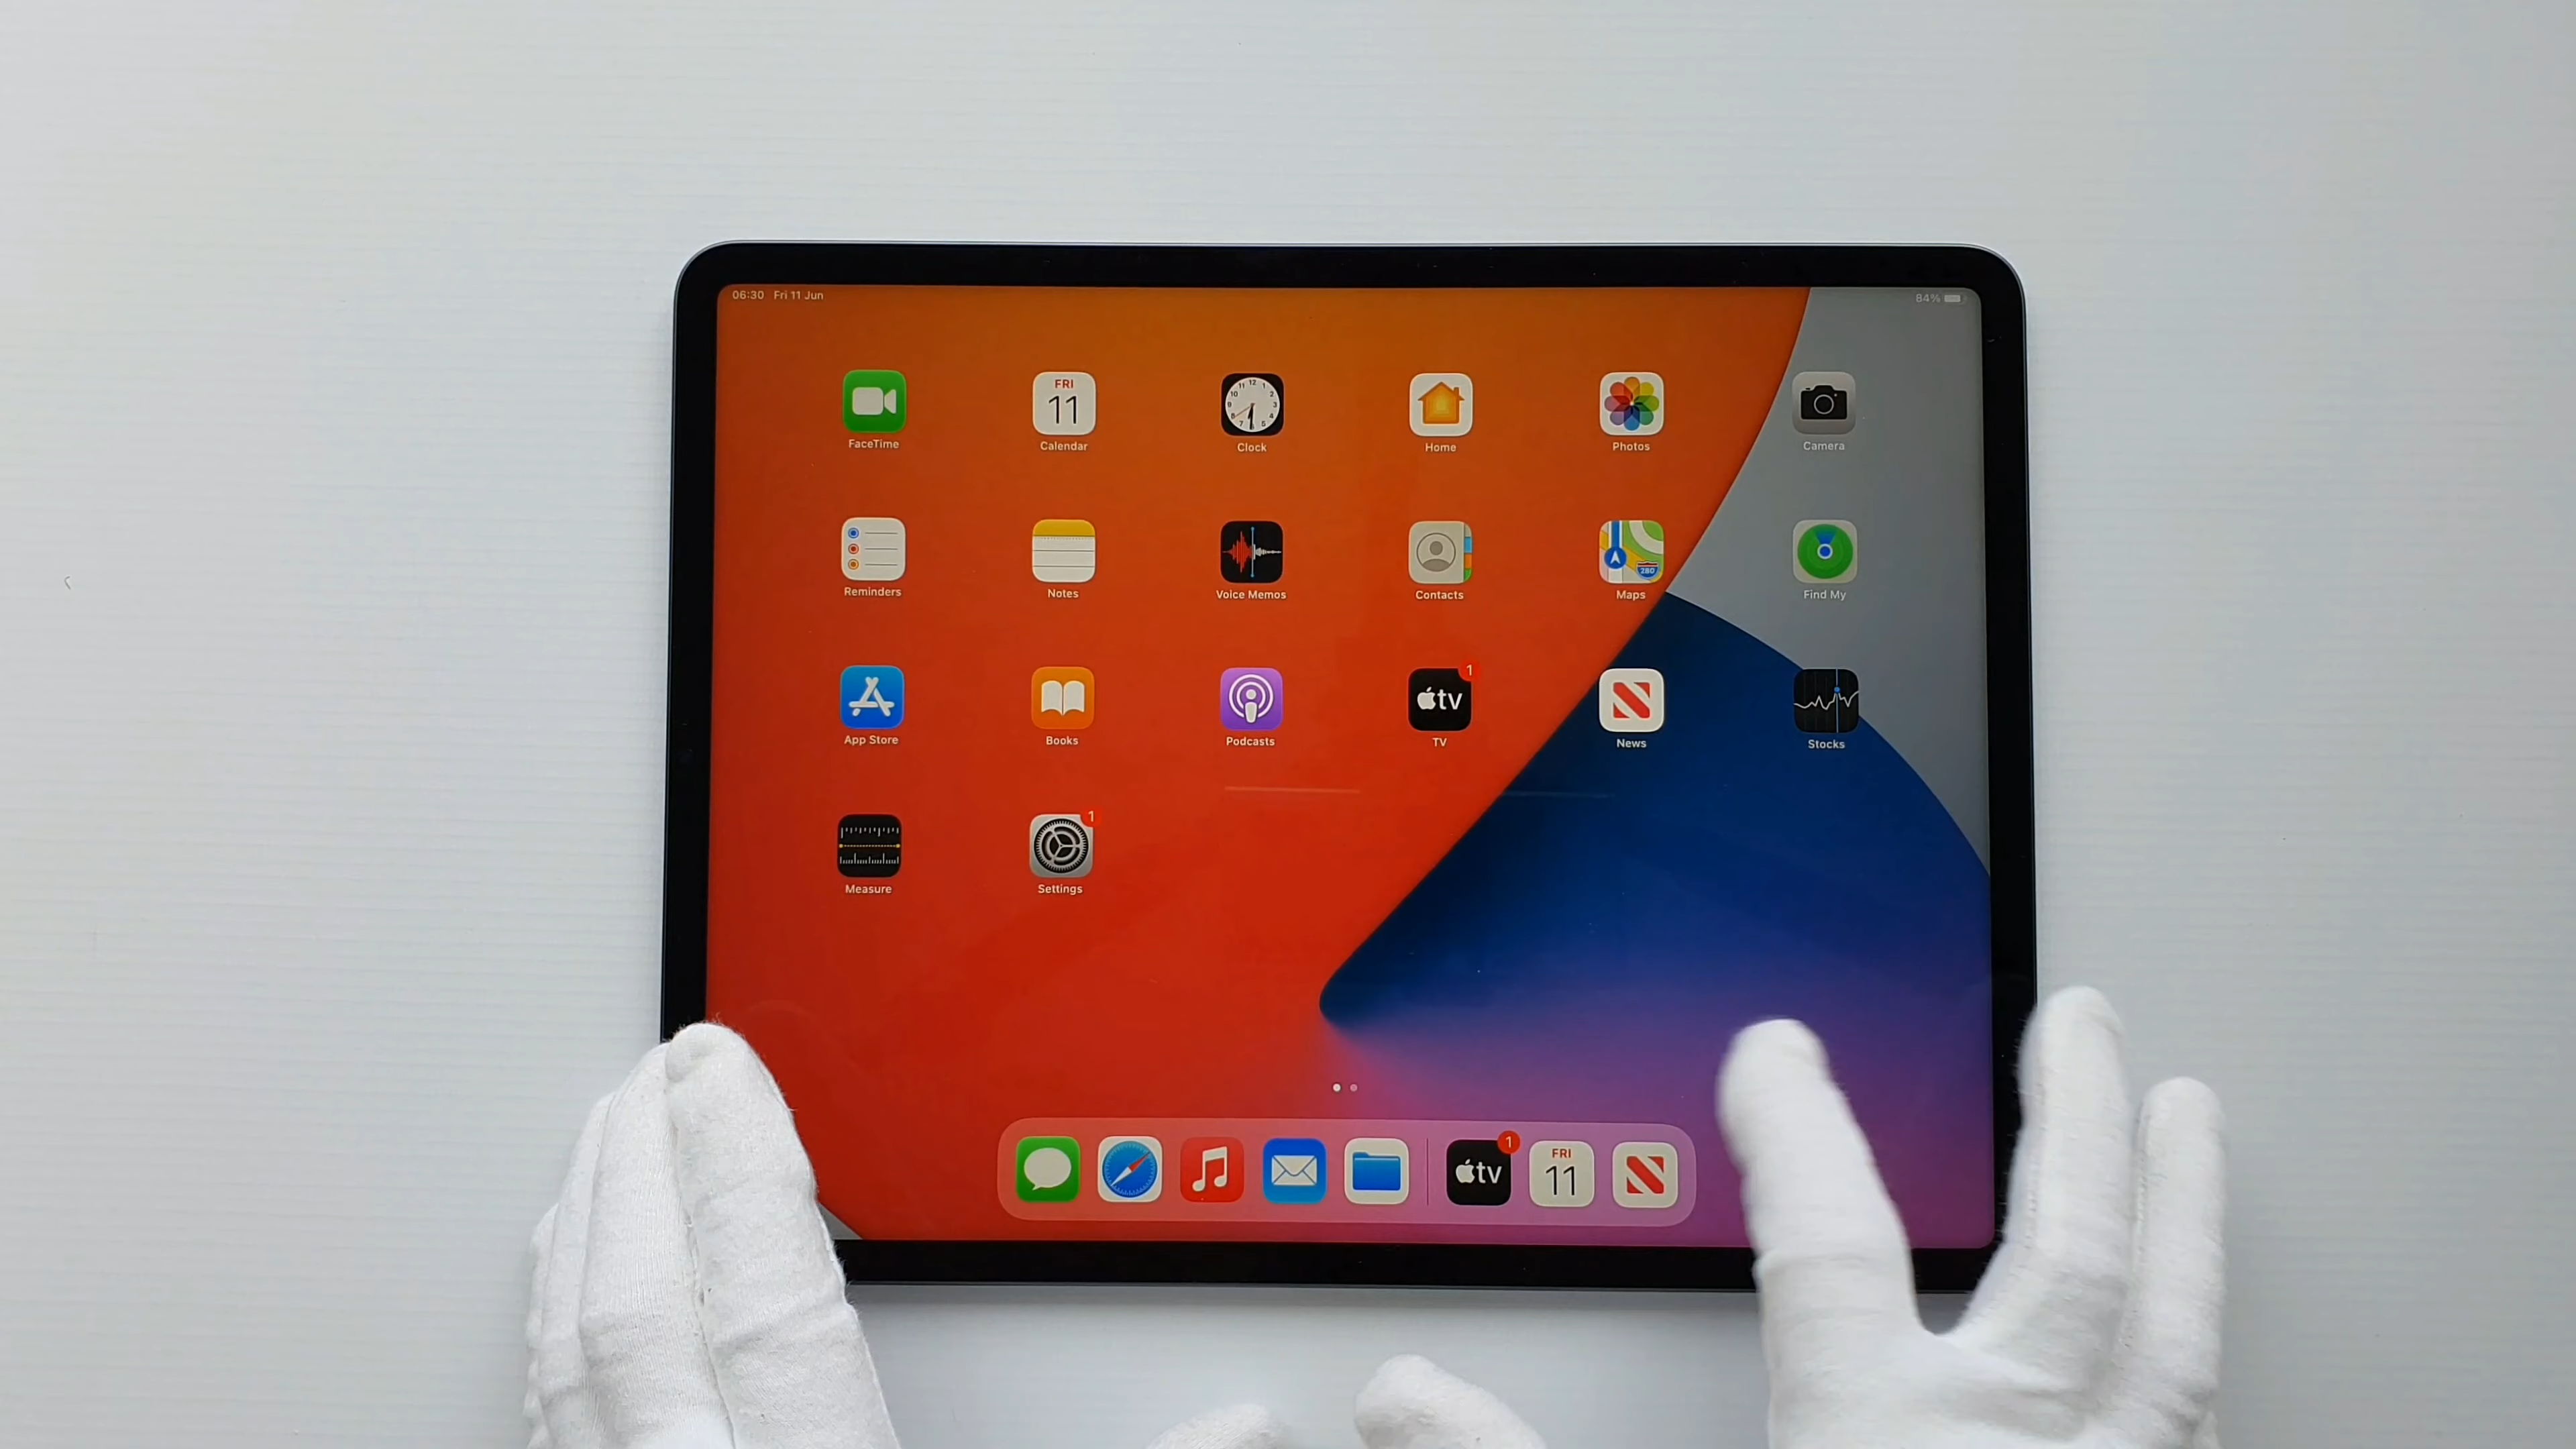 06:30 Fri 11 Jun
84%
FRI
11
FaceTime
Calendar
Clock
Home
Photos
Camera
280
Reminders
Notes
Voice Memos
Contacts
Maps
Find My
tv
1
App Store
Books
Podcasts
TV
News
Stocks
1
Measure
Settings
tv
1
FRI
11